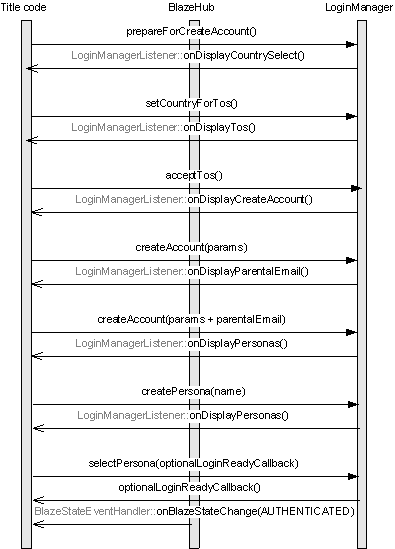 Title code BlazeHub LoginManager
prepareForCreateAccount()
LoginManagerListener::onDisplayCountrySelect()
setCountryForTos()
LoginManagerListener::onDisplayTos()
acceptTos()
LoginManagerListener::onDisplayCreateAccount()
createAccount(params)
LoginManagerListener::onDisplayParentalEmail()
createAccount(params + parentalEmail)
LoginManagerListener::onDisplayPersonas()
createPersona(name)
LoginManagerListener::onDisplayPersonas()
selectPersona(optionalLoginReadyCallback)
optionalLoginReadyCallback()
BlazeStateEventHandler::onBlazeStateChange(AUTHENTICATED)